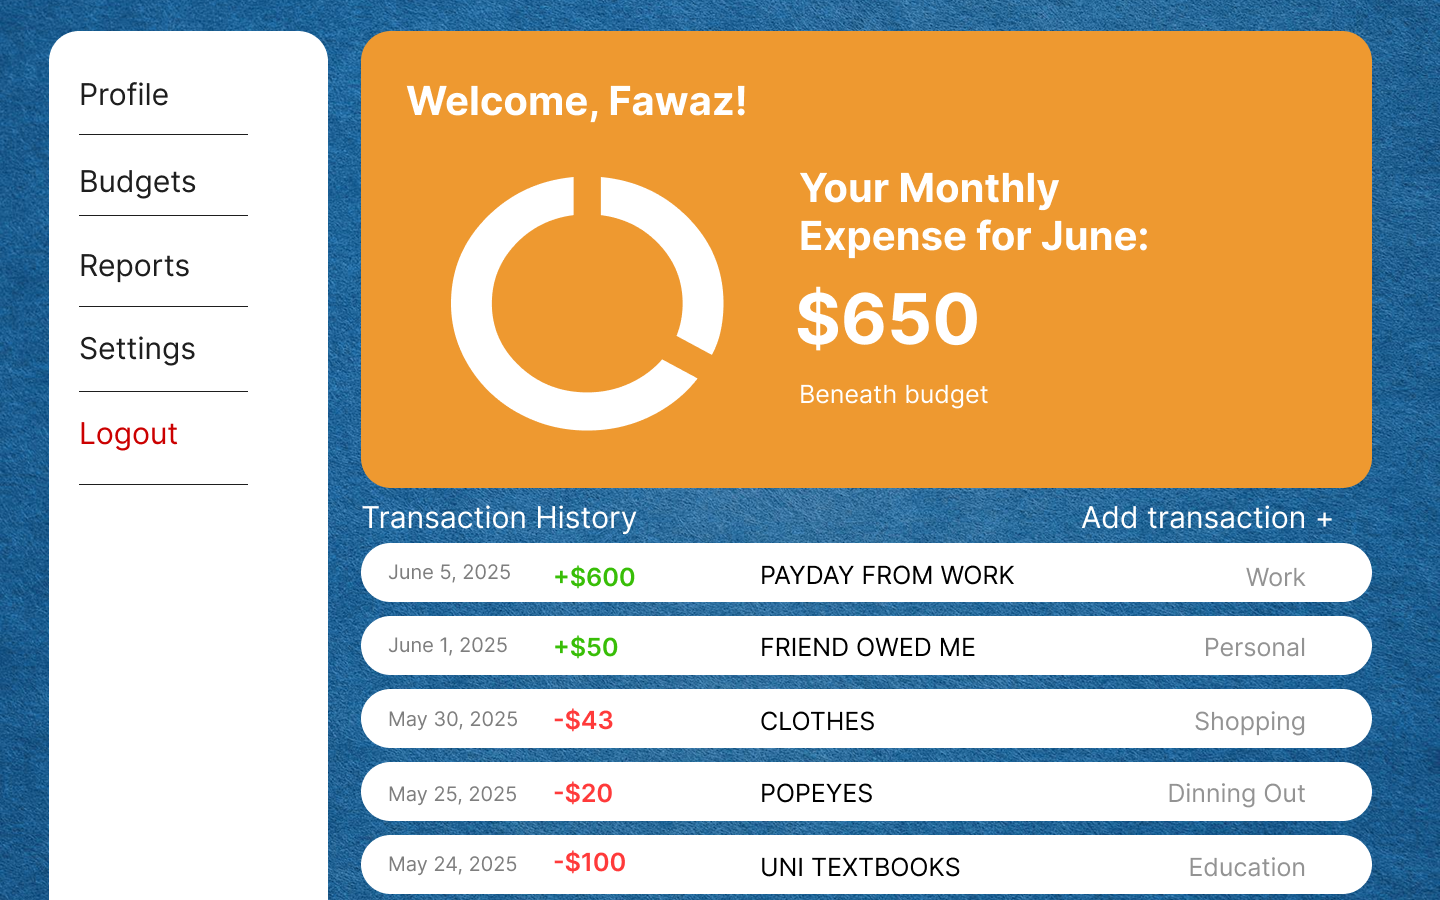 Profile
Budgets
Reports
Settings
Logout
Welcome, Fawaz!
Your Monthly
Expense for June:
$650
Beneath budget
Transaction History
Add transaction +
June 5, 2025 +$600 PAYDAY FROM WORK Work
June 1, 2025 +$50 FRIEND OWED ME Personal
May 30, 2025 -$43 CLOTHES Shopping
May 25, 2025 -$20 POPEYES Dinning Out
May 24, 2025 -$100 UNI TEXTBOOKS Education